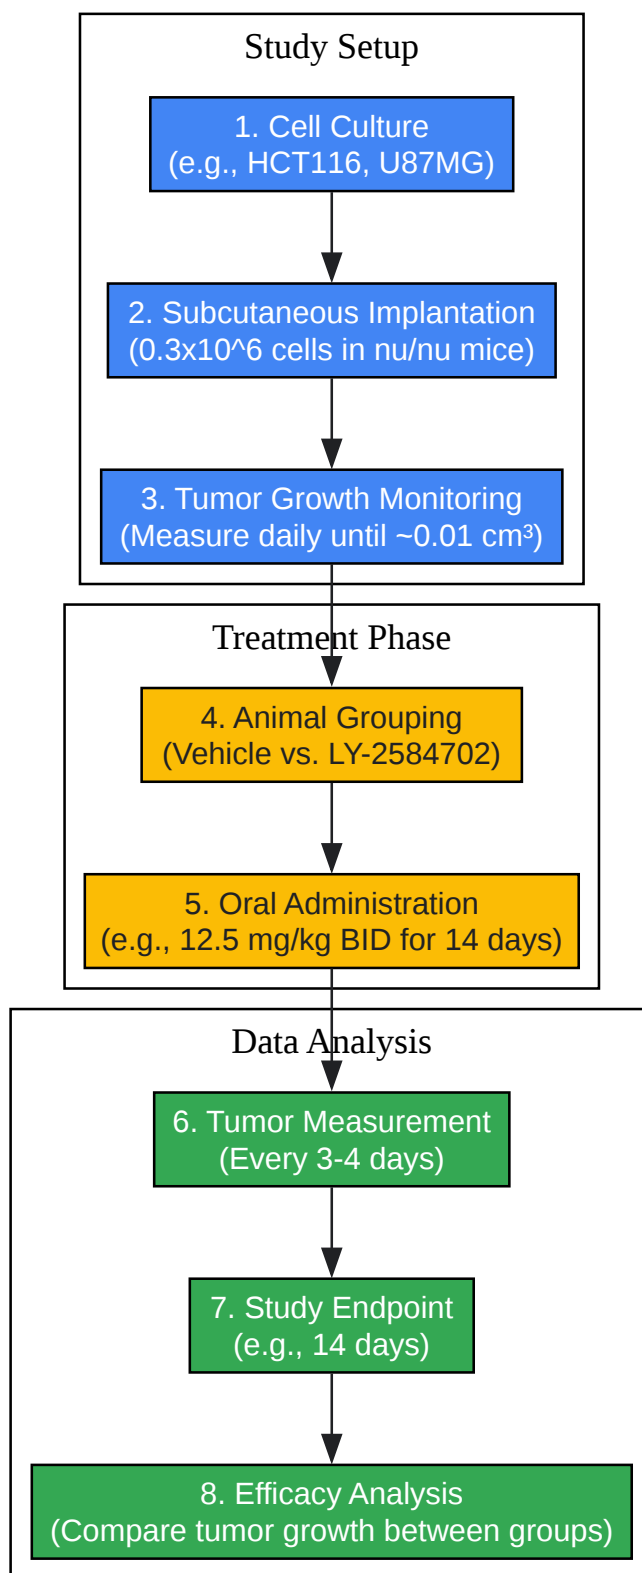 Study Setup
1. Cell Culture
(e.g., HCT116, U87MG)
2. Subcutaneous Implantation
(0.3x10^6 cells in nu/nu mice)
3. Tumor Growth Monitoring
(Measure daily until ~0.01 cm³)
Treatment Phase
4. Animal Grouping
(Vehicle vs. LY-2584702)
5. Oral Administration
(e.g., 12.5 mg/kg BID for 14 days)
Data Analysis
6. Tumor Measurement
(Every 3-4 days)
7. Study Endpoint
(e.g., 14 days)
8. Efficacy Analysis
(Compare tumor growth between groups)